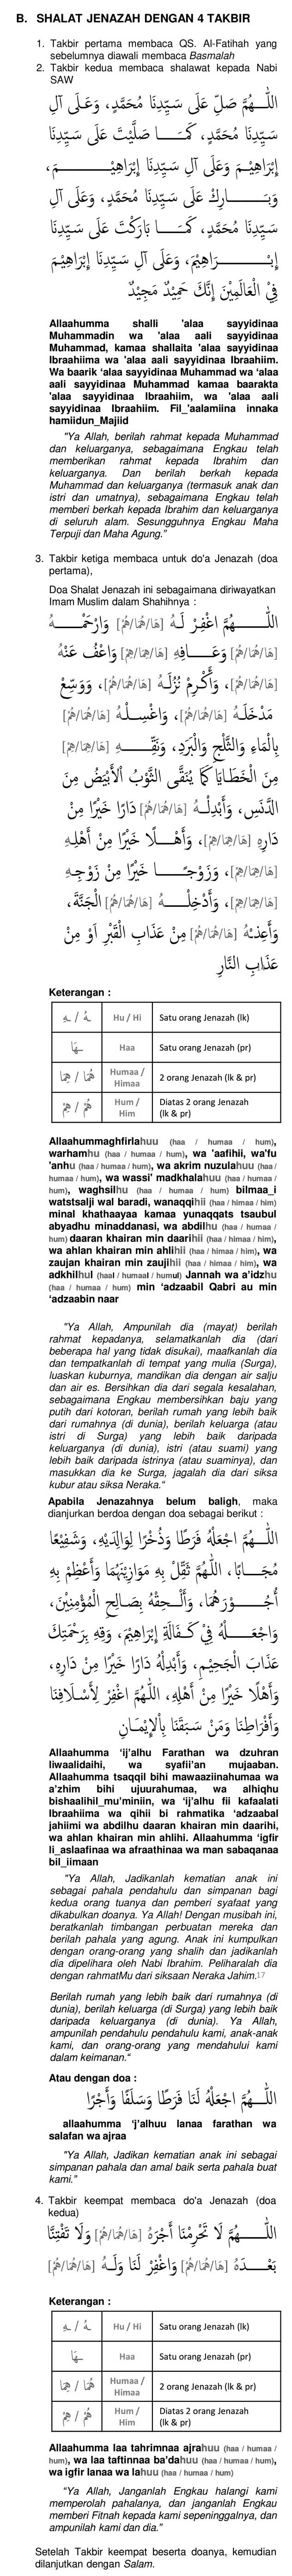 B. SHALAT JENAZAH DENGAN 4 TAKBIR
1. Takbir pertama membaca QS. Al-Fatihah yang
sebelumnya diawali membaca Basmalah
2. Takbir kedua membaca shalawat kepada Nabi
SAW
اَللّٰهُمَّ صَلِّ عَلَى سَيِّدِنَا مُحَمَّدٍ، وَعَلَى آلِ
سَيِّدِنَا مُحَمَّدٍ، كَمَا صَلَّيْتَ عَلَى سَيِّدِنَا
إِبْرَاهِيْمَ وَعَلَى آلِ سَيِّدِنَا إِبْرَاهِيْمَ،
وَبَارِكْ عَلَى سَيِّدِنَا مُحَمَّدٍ، وَعَلَى آلِ
سَيِّدِنَا مُحَمَّدٍ، كَمَا بَارَكْتَ عَلَى سَيِّدِنَا
إِبْرَاهِيْمَ، وَعَلَى آلِ سَيِّدِنَا إِبْرَاهِيْمَ
فِيْ الْعَالَمِيْنَ إِنَّكَ حَمِيْدٌ مَجِيْدٌ
Allaahumma shalli 'alaa sayyidinaa
Muhammadin wa 'alaa aali sayyidinaa
Muhammad, kamaa shallaita 'alaa sayyidinaa
Ibraahiima wa 'alaa aali sayyidinaa Ibraahiim.
Wa baarik 'alaa sayyidinaa Muhammad wa 'alaa
aali sayyidinaa Muhammad kamaa baarakta
'alaa sayyidinaa Ibraahiim, wa 'alaa aali
sayyidinaa Ibraahiim. Fil_'aalamiina innaka
hamiidun_Majiid
"Ya Allah, berilah rahmat kepada Muhammad
dan keluarganya, sebagaimana Engkau telah
memberikan rahmat kepada Ibrahim dan
keluarganya. Dan berilah berkah kepada
Muhammad dan keluarganya (termasuk anak dan
istri dan umatnya), sebagaimana Engkau telah
memberi berkah kepada Ibrahim dan keluarganya
di seluruh alam. Sesungguhnya Engkau Maha
Terpuji dan Maha Agung."
3. Takbir ketiga membaca untuk do'a Jenazah (doa
pertama),
Doa Shalat Jenazah ini sebagaimana diriwayatkan
Imam Muslim dalam Shahihnya :
اَللّٰهُمَّ اغْفِرْ لَهُ [هَا/هُمَا/هُمْ] وَارْحَمْهُ
[هَا/هُمَا/هُمْ] وَعَافِهِ [هَا/هِمَا/هِمْ] وَاعْفُ عَنْهُ
[هَا/هُمَا/هُمْ]، وَأَكْرِمْ نُزُلَهُ [هَا/هُمَا/هُمْ]، وَوَسِّعْ
مَدْخَلَهُ [هَا/هُمَا/هُمْ]، وَاغْسِلْهُ [هَا/هُمَا/هُمْ]
بِالْمَاءِ وَالثَّلْجِ وَالْبَرَدِ، وَنَقِّهِ [هَا/هِمَا/هِمْ]
مِنَ الْخَطَايَا كَمَا يُنَقَّى الثَّوْبُ الْأَبْيَضُ مِنَ
الدَّنَسِ، وَأَبْدِلْهُ [هَا/هُمَا/هُمْ] دَارًا خَيْرًا مِنْ
دَارِهِ [هَا/هِمَا/هِمْ]، وَأَهْلًا خَيْرًا مِنْ أَهْلِهِ
[هَا/هِمَا/هِمْ]، وَزَوْجًا خَيْرًا مِنْ زَوْجِهِ
[هَا/هِمَا/هِمْ]، وَأَدْخِلْهُ [هَا/هُمَا/هُمْ] الْجَنَّةَ،
وَأَعِذْهُ [هَا/هُمَا/هُمْ] مِنْ عَذَابِ الْقَبْرِ أَوْ مِنْ
عَذَابِ النَّارِ
Keterangan :
ـهُ / ـهِ Hu / Hi Satu orang Jenazah (lk)
ـهَا Haa Satu orang Jenazah (pr)
هُمَا / هِمَا Humaa / Himaa 2 orang Jenazah (lk & pr)
هُمْ / هِمْ Hum / Him Diatas 2 orang Jenazah (lk & pr)
Allaahummaghfirlahuu (haa / humaa / hum),
warhamhu (haa / humaa / hum), wa 'aafihii, wa'fu
'anhu (haa / humaa / hum), wa akrim nuzulahuu (haa /
humaa / hum), wa wassi' madkhalahuu (haa / humaa /
hum), waghsilhu (haa / humaa / hum) bilmaa_i
watstsalji wal baradi, wanaqqihii (haa / himaa / him)
minal khathaayaa kamaa yunaqqats tsaubul
abyadhu minaddanasi, wa abdilhu (haa / humaa /
hum) daaran khairan min daarihii (haa / himaa / him),
wa ahlan khairan min ahlihii (haa / himaa / him), wa
zaujan khairan min zaujihii (haa / himaa / him), wa
adkhilhul (haal / humaal / humul) Jannah wa a'idzhu
(haa / humaa / hum) min 'adzaabil Qabri au min
'adzaabin naar
"Ya Allah, Ampunilah dia (mayat) berilah
rahmat kepadanya, selamatkanlah dia (dari
beberapa hal yang tidak disukai), maafkanlah dia
dan tempatkanlah di tempat yang mulia (Surga),
luaskan kuburnya, mandikan dia dengan air salju
dan air es. Bersihkan dia dari segala kesalahan,
sebagaimana Engkau membersihkan baju yang
putih dari kotoran, berilah rumah yang lebih baik
dari rumahnya (di dunia), berilah keluarga (atau
istri di Surga) yang lebih baik daripada
keluarganya (di dunia), istri (atau suami) yang
lebih baik daripada istrinya (atau suaminya), dan
masukkan dia ke Surga, jagalah dia dari siksa
kubur atau siksa Neraka."
Apabila Jenazahnya belum baligh, maka
dianjurkan berdoa dengan doa sebagai berikut :
اَللّٰهُمَّ اجْعَلْهُ فَرَطًا وَذُخْرًا لِوَالِدَيْهِ، وَشَفِيْعًا
مُجَابًا، اَللّٰهُمَّ ثَقِّلْ بِهِ مَوَازِيْنَهُمَا وَأَعْظِمْ بِهِ
أُجُوْرَهُمَا، وَأَلْحِقْهُ بِصَالِحِ الْمُؤْمِنِيْنَ،
وَاجْعَلْهُ فِيْ كَفَالَةِ إِبْرَاهِيْمَ، وَقِهِ بِرَحْمَتِكَ
عَذَابَ الْجَحِيْمِ، وَأَبْدِلْهُ دَارًا خَيْرًا مِنْ دَارِهِ،
وَأَهْلًا خَيْرًا مِنْ أَهْلِهِ، اَللّٰهُمَّ اغْفِرْ لِأَسْلَافِنَا
وَأَفْرَاطِنَا وَمَنْ سَبَقَنَا بِالْإِيْمَانِ
Allaahumma 'ij'alhu Farathan wa dzuhran
liwaalidaihi, wa syafii'an mujaaban.
Allaahumma tsaqqil bihi mawaaziinahumaa wa
a'zhim bihi ujuurahumaa, wa alhiqhu
bishaalihil_mu'miniin, wa 'ij'alhu fii kafaalati
Ibraahiima wa qihii bi rahmatika 'adzaabal
jahiimi wa abdilhu daaran khairan min daarihi,
wa ahlan khairan min ahlihi. Allaahumma 'igfir
li_aslaafinaa wa afraathinaa wa man sabaqanaa
bil_iimaan
"Ya Allah, Jadikanlah kematian anak ini
sebagai pahala pendahulu dan simpanan bagi
kedua orang tuanya dan pemberi syafaat yang
dikabulkan doanya. Ya Allah! Dengan musibah ini,
beratkanlah timbangan perbuatan mereka dan
berilah pahala yang agung. Anak ini kumpulkan
dengan orang-orang yang shalih dan jadikanlah
dia dipelihara oleh Nabi Ibrahim. Peliharalah dia
dengan rahmatMu dari siksaan Neraka Jahim.17
Berilah rumah yang lebih baik dari rumahnya (di
dunia), berilah keluarga (di Surga) yang lebih baik
daripada keluarganya (di dunia). Ya Allah,
ampunilah pendahulu pendahulu kami, anak-anak
kami, dan orang-orang yang mendahului kami
dalam keimanan."
Atau dengan doa :
اَللّٰهُمَّ اجْعَلْهُ لَنَا فَرَطًا وَسَلَفًا وَأَجْرًا
allaahumma 'j'alhuu lanaa farathan wa
salafan wa ajraa
"Ya Allah, Jadikan kematian anak ini sebagai
simpanan pahala dan amal baik serta pahala buat
kami."
4. Takbir keempat membaca do'a Jenazah (doa
kedua)
اَللّٰهُمَّ لَا تَحْرِمْنَا أَجْرَهُ [هَا/هُمَا/هُمْ] وَلَا تَفْتِنَّا
بَعْدَهُ [هَا/هُمَا/هُمْ] وَاغْفِرْ لَنَا وَلَهُ [هَا/هُمَا/هُمْ]
Keterangan :
ـهُ / ـهِ Hu / Hi Satu orang Jenazah (lk)
ـهَا Haa Satu orang Jenazah (pr)
هُمَا / هِمَا Humaa / Himaa 2 orang Jenazah (lk & pr)
هُمْ / هِمْ Hum / Him Diatas 2 orang Jenazah (lk & pr)
Allaahumma laa tahrimnaa ajrahuu (haa / humaa /
hum), wa laa taftinnaa ba'dahuu (haa / humaa / hum),
wa igfir lanaa wa lahuu (haa / humaa / hum)
"Ya Allah, Janganlah Engkau halangi kami
memperolah pahalanya, dan janganlah Engkau
memberi Fitnah kepada kami sepeninggalnya, dan
ampunilah kami dan dia."
Setelah Takbir keempat beserta doanya, kemudian
dilanjutkan dengan Salam.